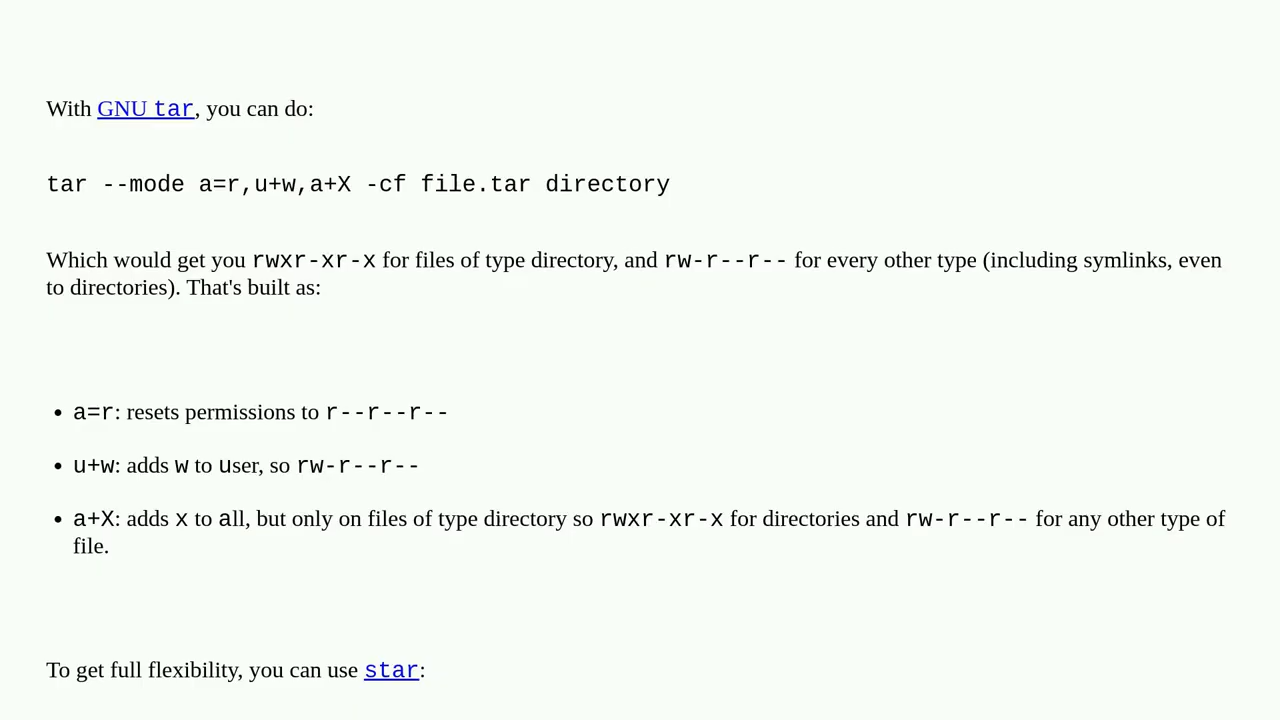 With GNU tar, you can do:
tar --mode a=r,u+w,a+X -cf file.tar directory
Which would get you rwxr-xr-x for files of type directory, and rw-r--r-- for every other type (including symlinks, even
to directories). That's built as:
• a=r: resets permissions to r--r--r--
• u+w: adds w to user, so rw-r--r--
• a+X: adds x to all, but only on files of type directory so rwxr-xr-x for directories and rw-r--r-- for any other type of
file.
To get full flexibility, you can use star: